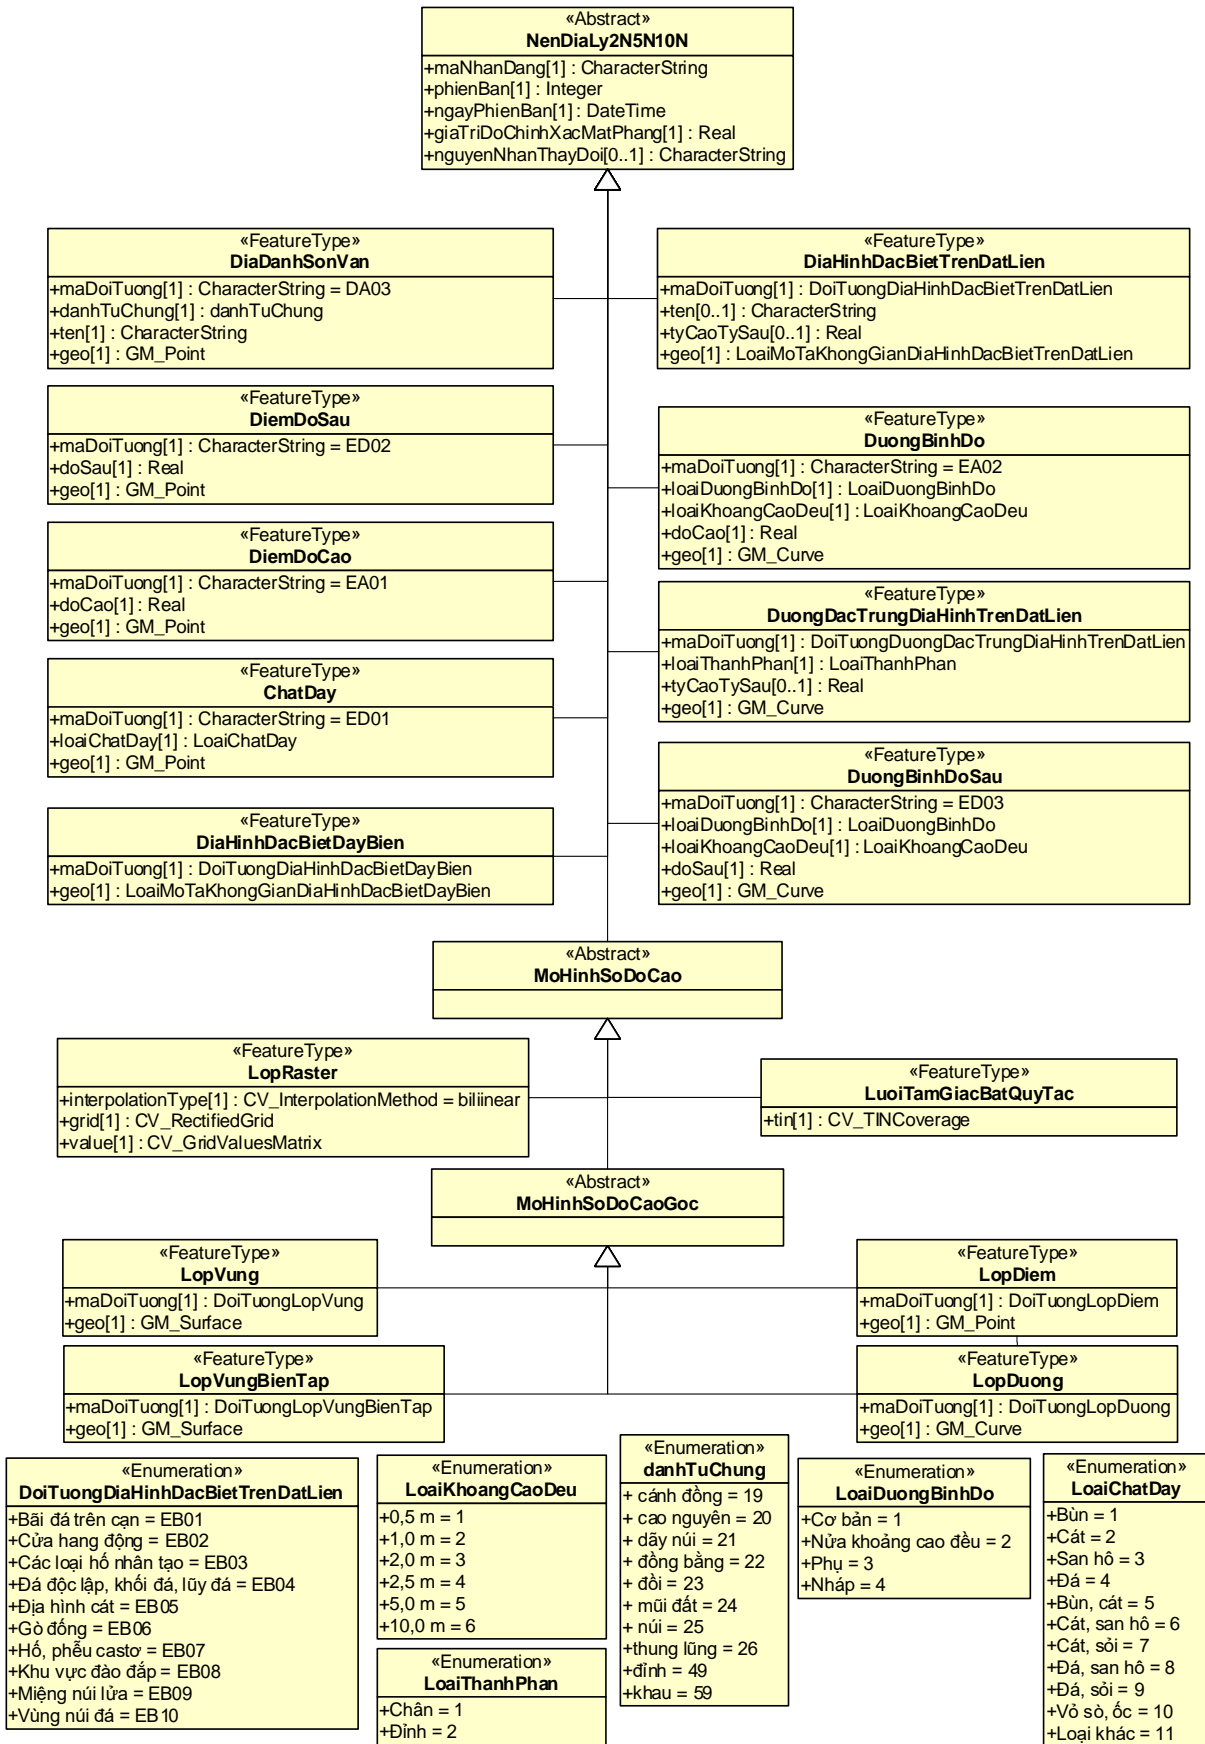 «Abstract»
NenDiaLy2N5N10N
+maNhanDang[1] : CharacterString
+phienBan[1] : Integer
+ngayPhienBan[1] : DateTime
+giaTriDoChinhXacMatPhang[1] : Real
+nguyenNhanThayDoi[0..1] : CharacterString
«FeatureType»
DiaDanhSonVan
+maDoiTuong[1] : CharacterString = DA03
+danhTuChung[1] : danhTuChung
+ten[1] : CharacterString
+geo[1] : GM_Point
«FeatureType»
DiaHinhDacBietTrenDatLien
+maDoiTuong[1] : DoiTuongDiaHinhDacBietTrenDatLien
+ten[0..1] : CharacterString
+tyCaoTySau[0..1] : Real
+geo[1] : LoaiMoTaKhongGianDiaHinhDacBietTrenDatLien
«FeatureType»
DiemDoSau
+maDoiTuong[1] : CharacterString = ED02
+doSau[1] : Real
+geo[1] : GM_Point
«FeatureType»
DuongBinhDo
+maDoiTuong[1] : CharacterString = EA02
+loaiDuongBinhDo[1] : LoaiDuongBinhDo
+loaiKhoangCaoDeu[1] : LoaiKhoangCaoDeu
+doCao[1] : Real
+geo[1] : GM_Curve
«FeatureType»
DiemDoCao
+maDoiTuong[1] : CharacterString = EA01
+doCao[1] : Real
+geo[1] : GM_Point
«FeatureType»
DuongDacTrungDiaHinhTrenDatLien
+maDoiTuong[1] : DoiTuongDuongDacTrungDiaHinhTrenDatLien
+loaiThanhPhan[1] : LoaiThanhPhan
+tyCaoTySau[0..1] : Real
+geo[1] : GM_Curve
«FeatureType»
ChatDay
+maDoiTuong[1] : CharacterString = ED01
+loaiChatDay[1] : LoaiChatDay
+geo[1] : GM_Point
«FeatureType»
DuongBinhDoSau
+maDoiTuong[1] : CharacterString = ED03
+loaiDuongBinhDo[1] : LoaiDuongBinhDo
+loaiKhoangCaoDeu[1] : LoaiKhoangCaoDeu
+doSau[1] : Real
+geo[1] : GM_Curve
«FeatureType»
DiaHinhDacBietDayBien
+maDoiTuong[1] : DoiTuongDiaHinhDacBietDayBien
+geo[1] : LoaiMoTaKhongGianDiaHinhDacBietDayBien
«Abstract»
MoHinhSoDoCao
«FeatureType»
LopRaster
+interpolationType[1] : CV_InterpolationMethod = biliinear
+grid[1] : CV_RectifiedGrid
+value[1] : CV_GridValuesMatrix
«FeatureType»
LuoiTamGiacBatQuyTac
+tin[1] : CV_TINCoverage
«Abstract»
MoHinhSoDoCaoGoc
«FeatureType»
LopVung
+maDoiTuong[1] : DoiTuongLopVung
+geo[1] : GM_Surface
«FeatureType»
LopDiem
+maDoiTuong[1] : DoiTuongLopDiem
+geo[1] : GM_Point
«FeatureType»
LopVungBienTap
+maDoiTuong[1] : DoiTuongLopVungBienTap
+geo[1] : GM_Surface
«FeatureType»
LopDuong
+maDoiTuong[1] : DoiTuongLopDuong
+geo[1] : GM_Curve
«Enumeration»
DoiTuongDiaHinhDacBietTrenDatLien
+Bãi đá trên cạn = EB01
+Cửa hang động = EB02
+Các loại hố nhân tạo = EB03
+Đá độc lập, khối đá, lũy đá = EB04
+Địa hình cát = EB05
+Gò đống = EB06
+Hố, phễu castơ = EB07
+Khu vực đào đắp = EB08
+Miệng núi lửa = EB09
+Vùng núi đá = EB10
«Enumeration»
LoaiKhoangCaoDeu
+0,5 m = 1
+1,0 m = 2
+2,0 m = 3
+2,5 m = 4
+5,0 m = 5
+10,0 m = 6
«Enumeration»
LoaiThanhPhan
+Chân = 1
+Đỉnh = 2
«Enumeration»
danhTuChung
+ cánh đồng = 19
+ cao nguyên = 20
+ dãy núi = 21
+ đồng bằng = 22
+ đồi = 23
+ mũi đất = 24
+ núi = 25
+thung lũng = 26
+đỉnh = 49
+khau = 59
«Enumeration»
LoaiDuongBinhDo
+Cơ bản = 1
+Nửa khoảng cao đều = 2
+Phụ = 3
+Nháp = 4
«Enumeration»
LoaiChatDay
+Bùn = 1
+Cát = 2
+San hô = 3
+Đá = 4
+Bùn, cát = 5
+Cát, san hô = 6
+Cát, sỏi = 7
+Đá, san hô = 8
+Đá, sỏi = 9
+Vỏ sò, ốc = 10
+Loại khác = 11